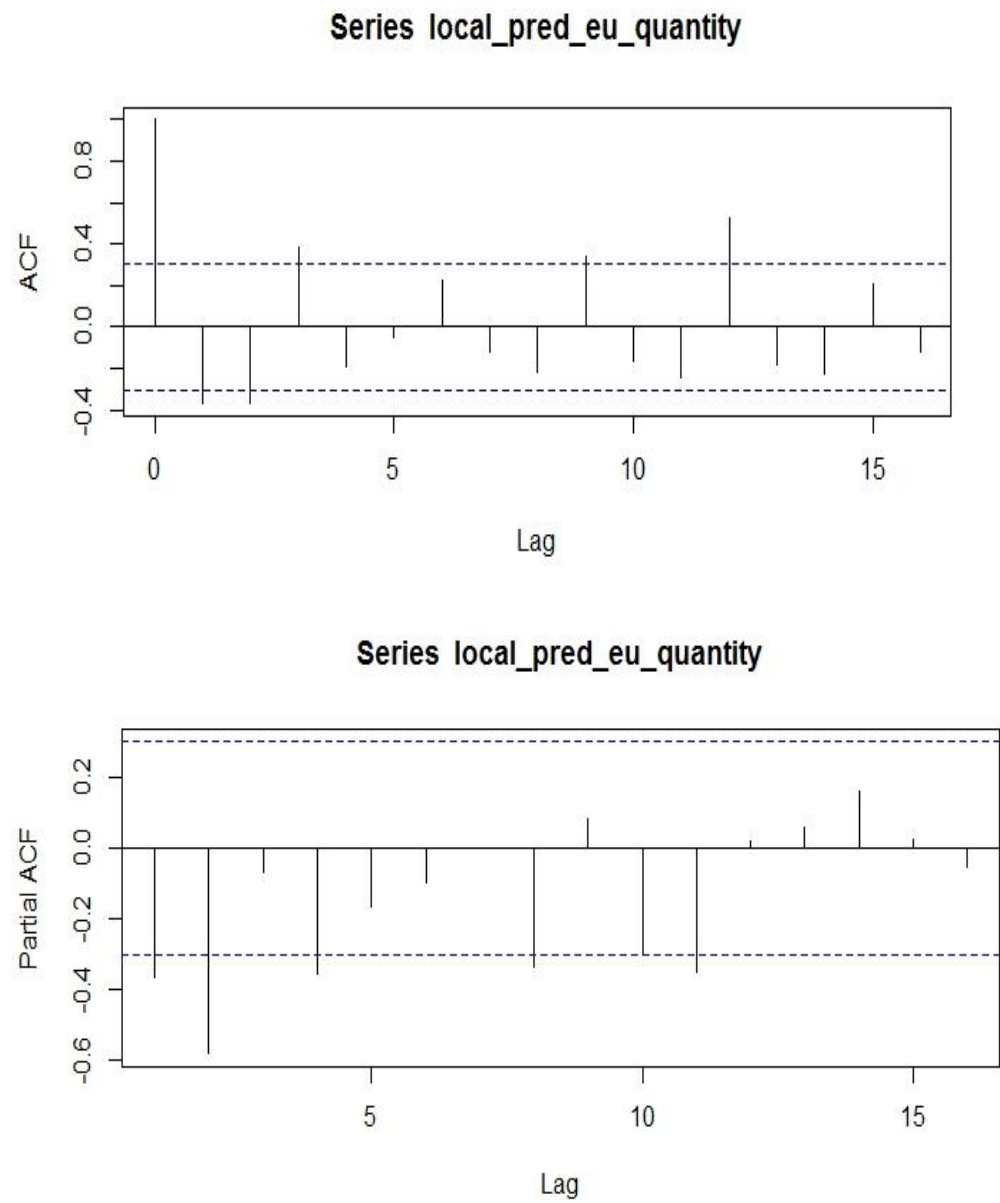 Series local_pred_eu_quantity
ACF
0.8
0.4
0.0
-0.4
0 5 10 15
Lag
Series local_pred_eu_quantity
Partial ACF
0.2
0.0
-0.2
-0.4
-0.6
5 10 15
Lag